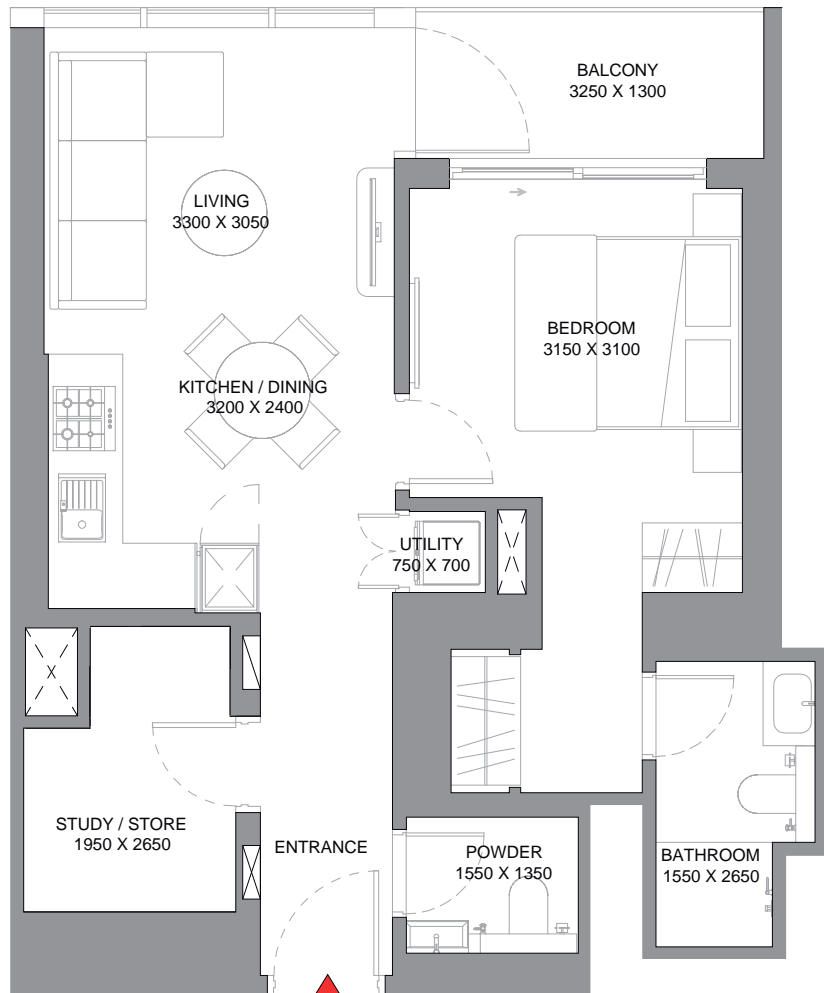 BALCONY
3250 X 1300
LIVING
3300 X 3050
BEDROOM
3150 X 3100
KITCHEN / DINING
3200 X 2400
UTILITY
750 X 700
STUDY / STORE
1950 X 2650
ENTRANCE
POWDER
1550 X 1350
BATHROOM
1550 X 2650